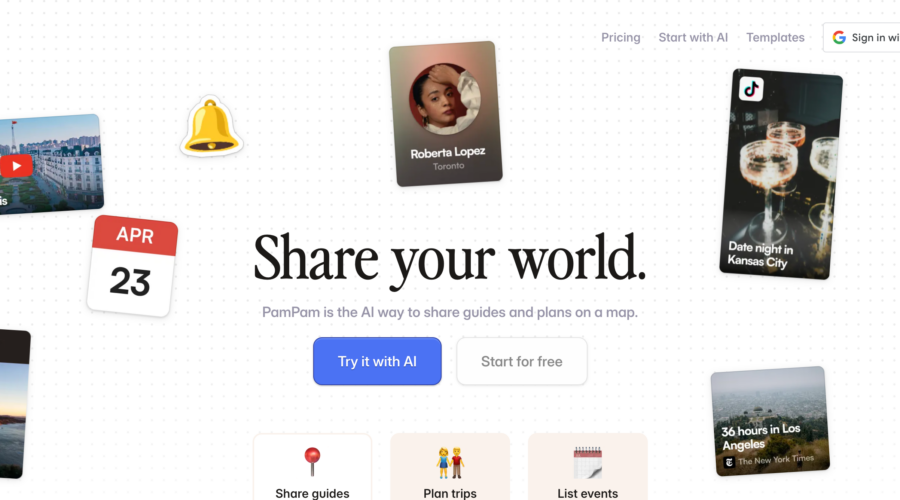 Pricing
Start with AI
Templates
Sign in wi
Roberta Lopez
Toronto
is
APR
23
Date night in
Kansas City
Share your world.
PamPam is the AI way to share guides and plans on a map.
Try it with AI
Start for free
36 hours in Los
Angeles
The New York Times
Share guides
Plan trips
List events